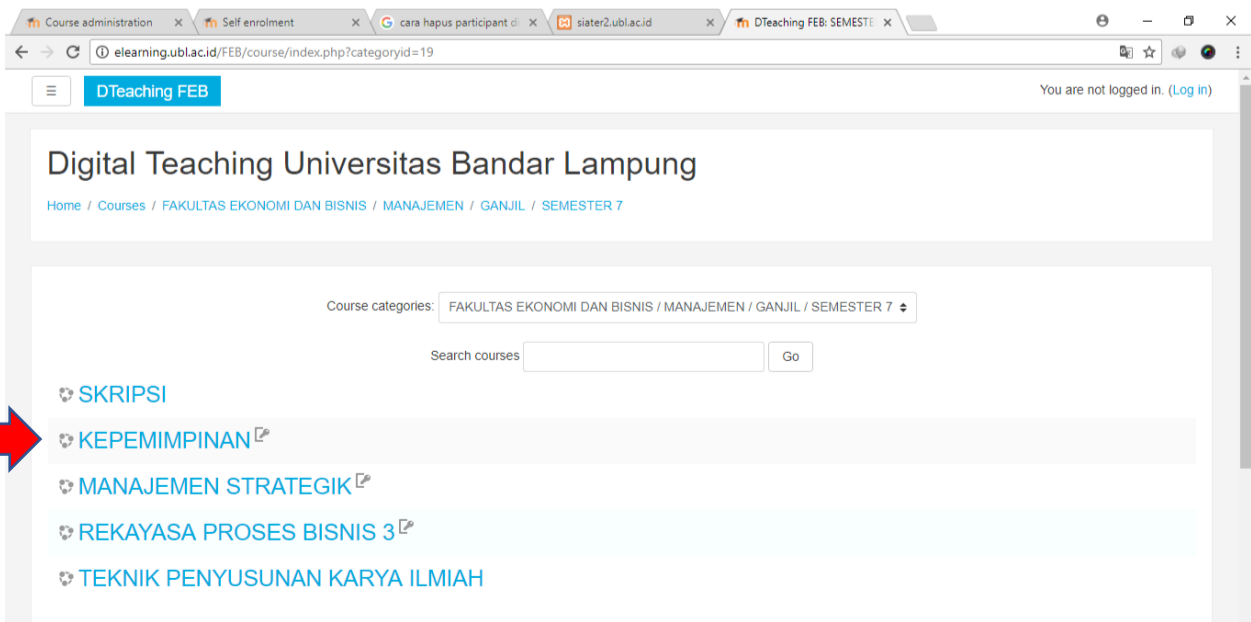 Course administration
Self enrolment
cara hapus participant di
siater2.ubl.ac.id
DTeaching FEB: SEMESTE
elearning.ubl.ac.id/FEB/course/index.php?categoryid=19
DTeaching FEB
You are not logged in. (Log in)
Digital Teaching Universitas Bandar Lampung
Home / Courses / FAKULTAS EKONOMI DAN BISNIS / MANAJEMEN / GANJIL / SEMESTER 7
Course categories: FAKULTAS EKONOMI DAN BISNIS / MANAJEMEN / GANJIL / SEMESTER 7
Search courses Go
SKRIPSI
KEPEMIMPINAN
MANAJEMEN STRATEGIK
REKAYASA PROSES BISNIS 3
TEKNIK PENYUSUNAN KARYA ILMIAH